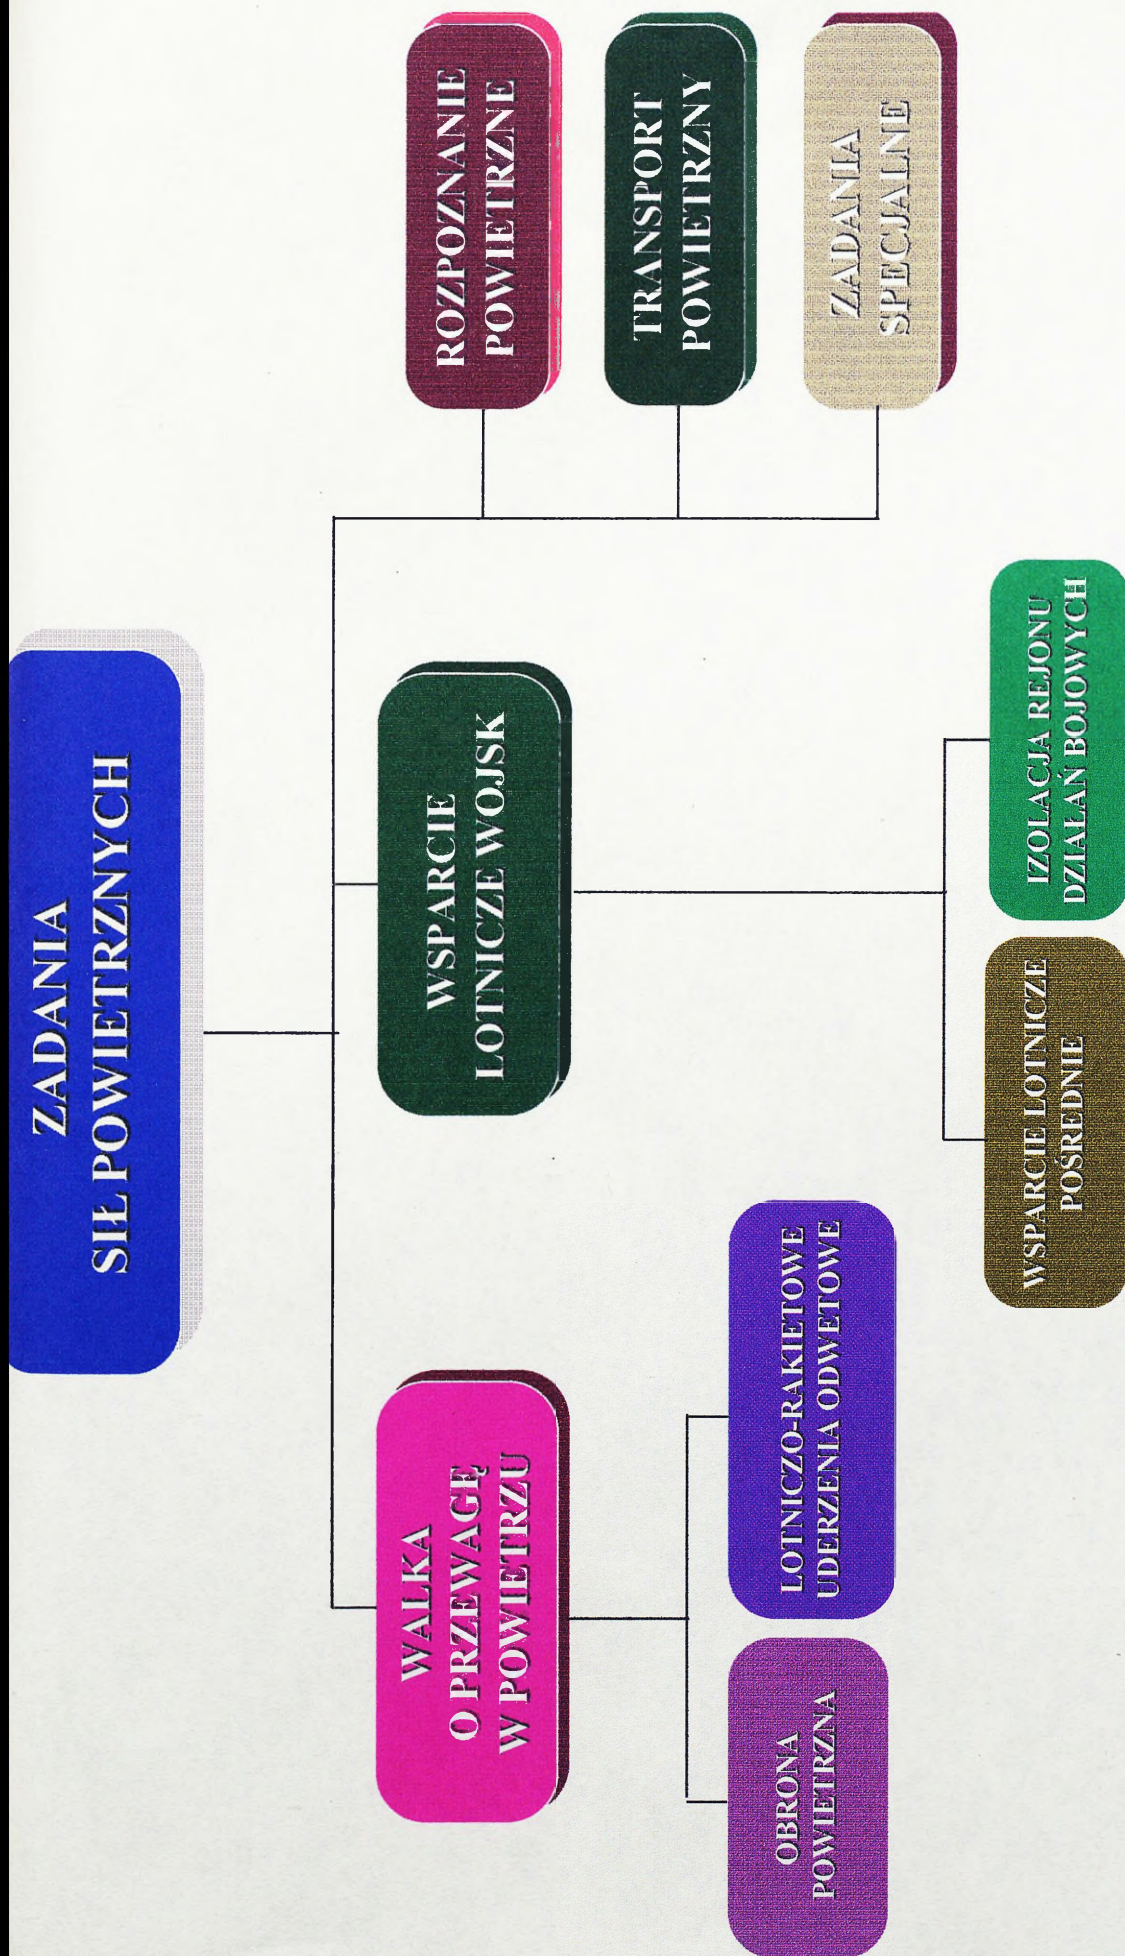 ZADANIA
SIŁ POWIETRZNYCH
WALKA
O PRZEWAGĘ
W POWIETRZU
WSPARCIE
LOTNICZE WOJSK
ROZPOZNANIE
POWIETRZNE
TRANSPORT
POWIETRZNY
ZADANIA
SPECJALNE
OBRONA
POWIETRZNA
LOTNICZO-RAKIETOWE
UDERZENIA ODWETOWE
WSPARCIE LOTNICZE
POŚREDNIE
IZOLACJA REJONU
DZIAŁAŃ BOJOWYCH